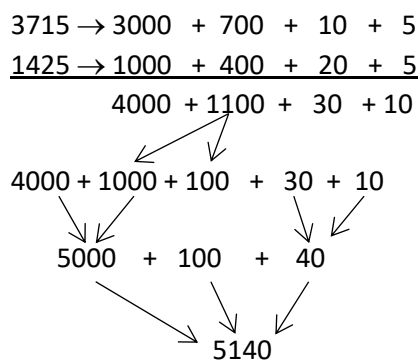 3715 → 3000 + 700 + 10 + 5
1425 → 1000 + 400 + 20 + 5
4000 + 1100 + 30 + 10
4000 + 1000 + 100 + 30 + 10
5000 + 100 + 40
5140